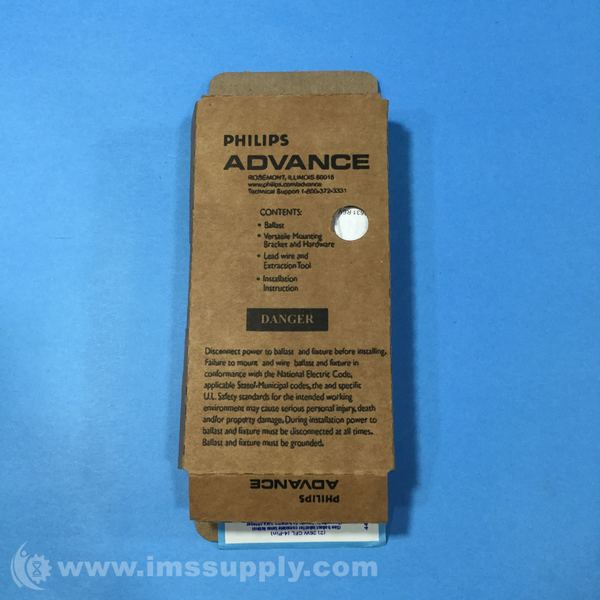 PHILIPS
ADVANCE
ROSEMONT, ILLINOIS 60018
www.philips.com/advance
Technical Support 1-800-372-3331
CONTENTS:
• Ballast
• Versatile Mounting
Bracket and Hardware
• Lead wire and
Extraction Tool
• Installation
Instruction
DANGER
Disconnect power to ballast and fixture before installing.
Failure to mount and wire ballast and fixture in
conformance with the National Electric Code,
applicable State/-Municipal codes, the and specific
U.L. Safety standards for the intended working
environment may cause serious personal injury, death
and/or property damage. During installation power to
ballast and fixture must be disconnected at all times.
Ballast and fixture must be grounded.
PHILIPS
ADVANCE
(2) 26W CFL (4-Pin)
www.imssupply.com/